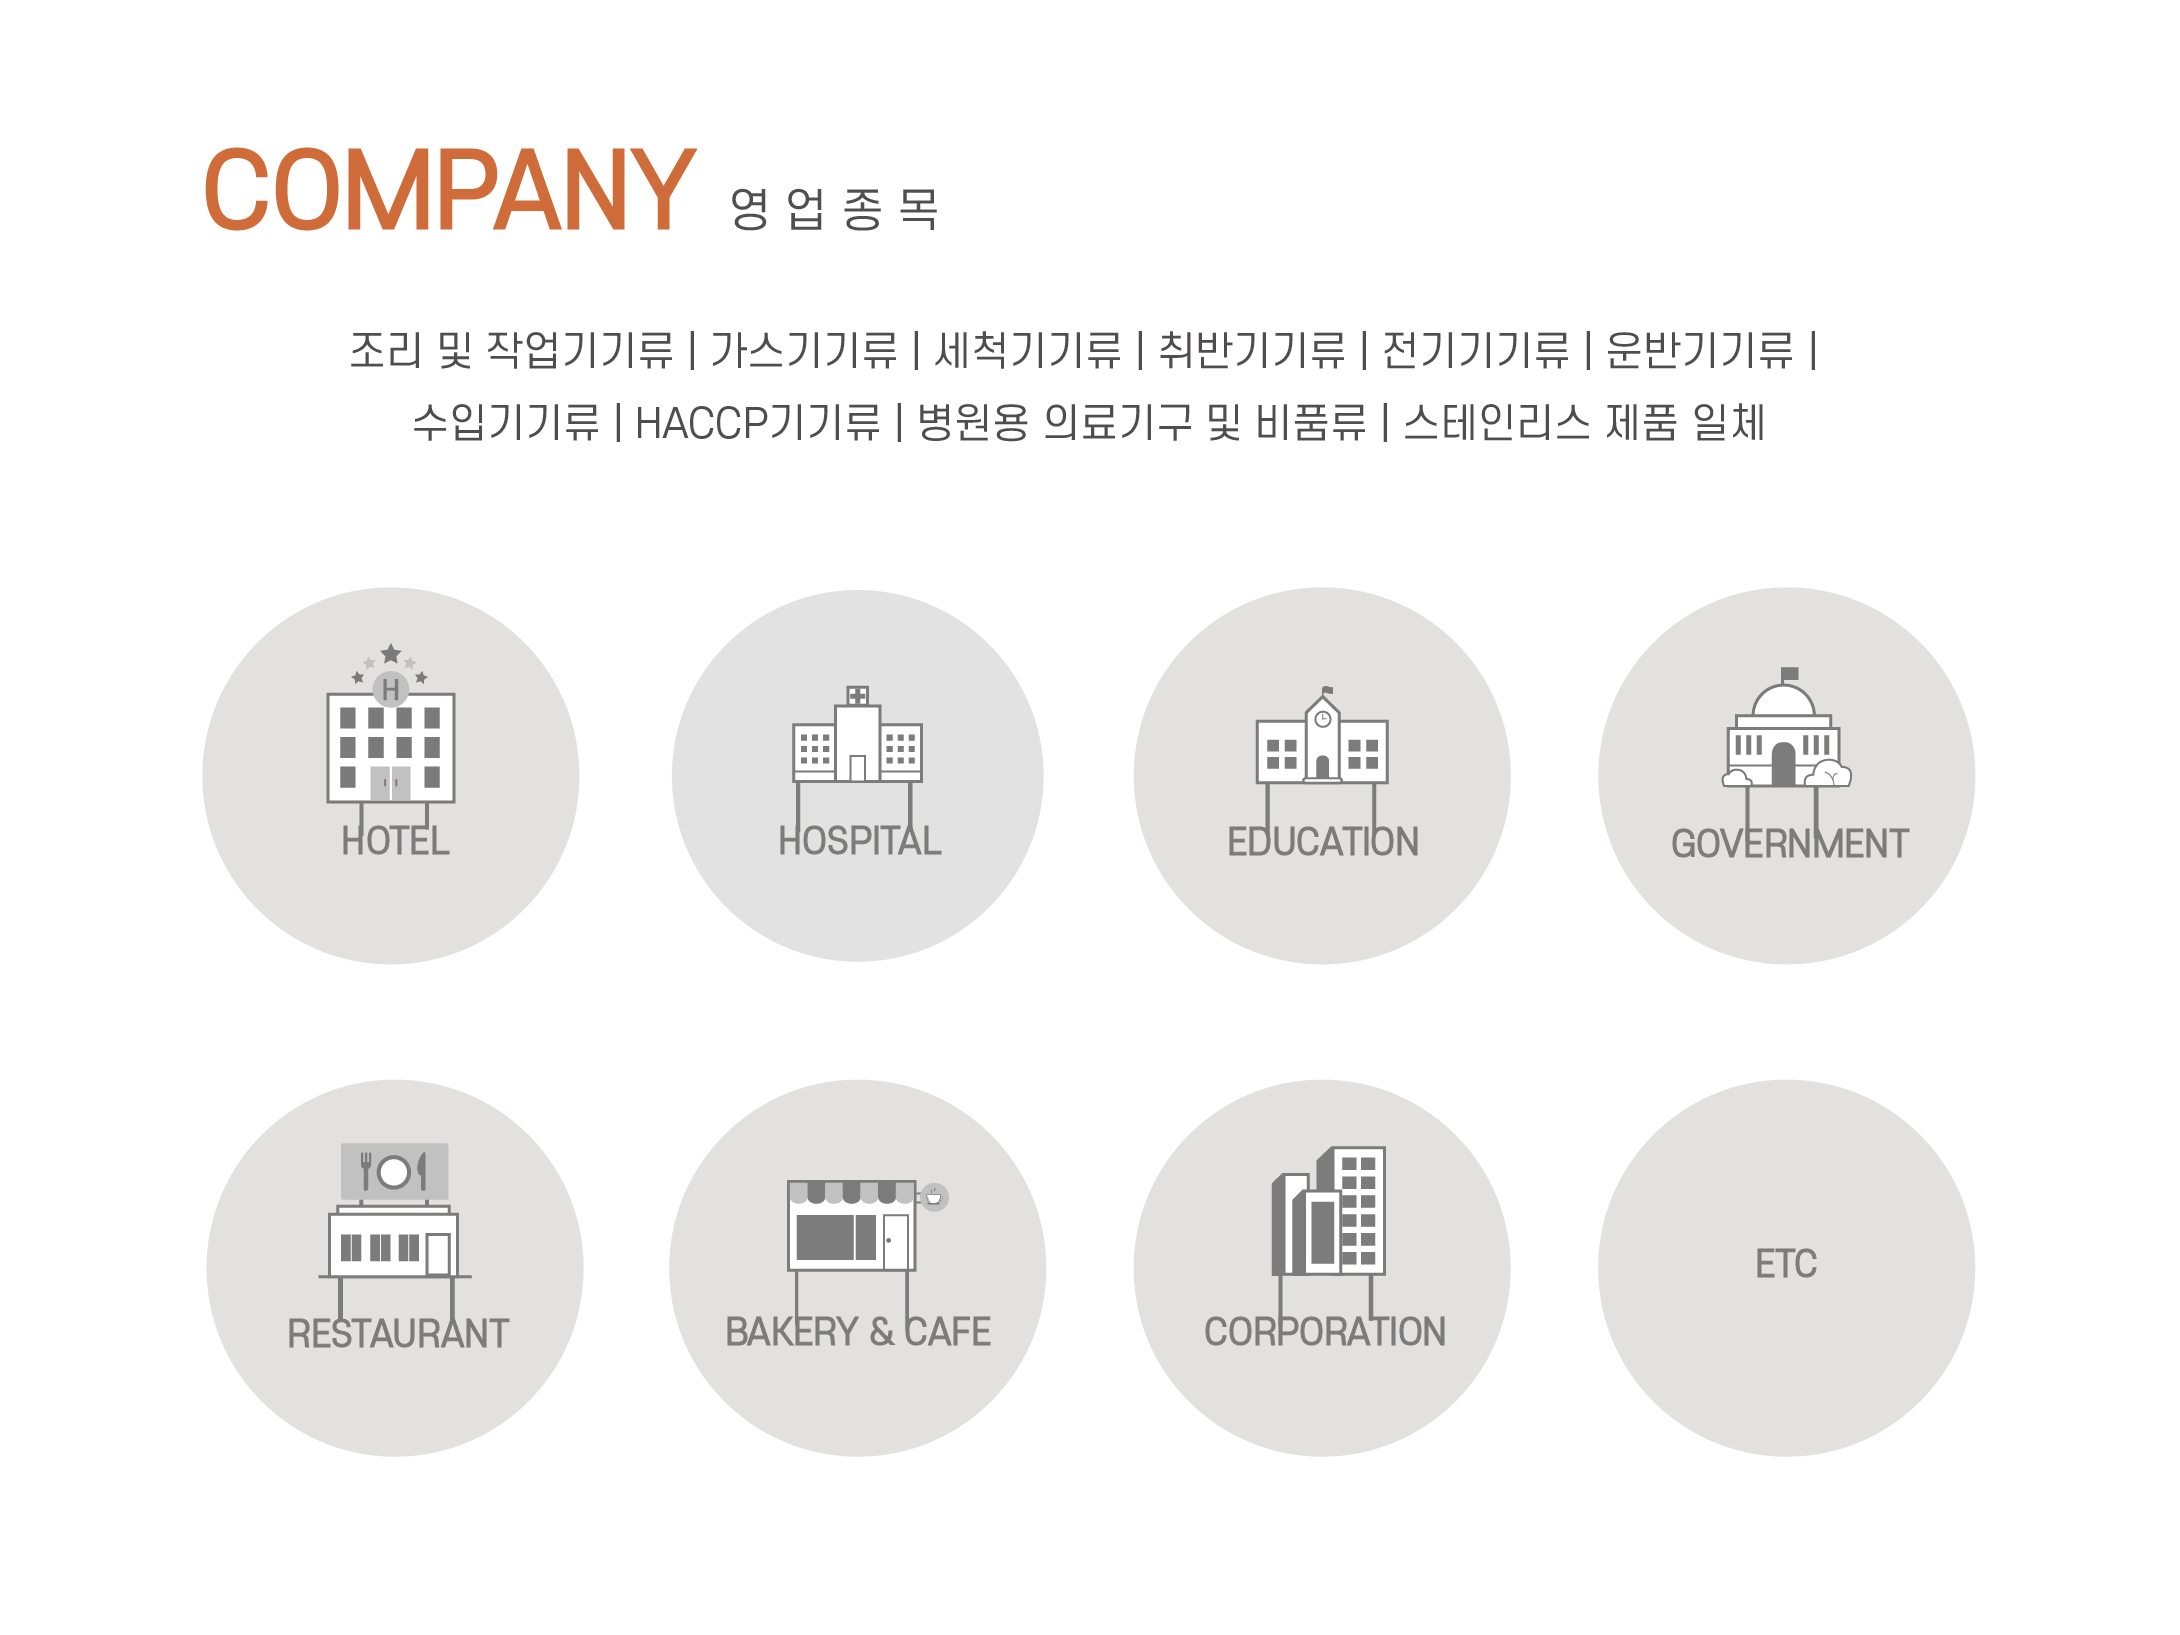 COMPANY 영업종목
조리 및 작업기기류 | 가스기기류 | 세척기기류 | 취반기기류 | 전기기기류 | 운반기기류 |
수입기기류 | HACCP기기류 | 병원용 의료기구 및 비품류 | 스테인리스 제품 일체
H
HOTEL
HOSPITAL
EDUCATION
GOVERNMENT
RESTAURANT
BAKERY & CAFE
CORPORATION
ETC